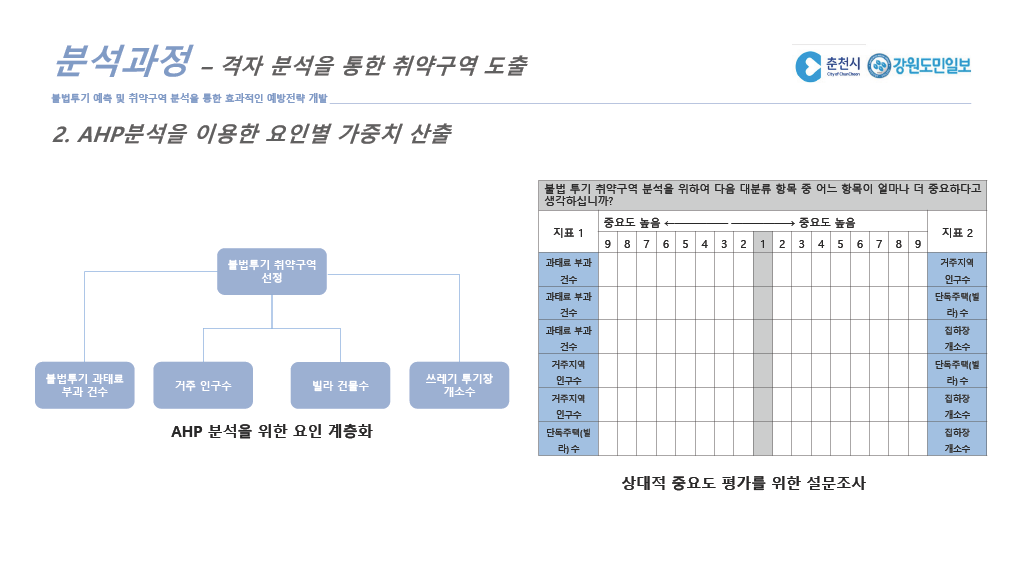 분석과정 – 격자 분석을 통한 취약구역 도출
춘천시
City of ChunCheon
강원도민일보
불법투기 예측 및 취약구역 분석을 통한 효과적인 예방전략 개발
2. AHP분석을 이용한 요인별 가중치 산출
불법투기 취약구역
선정
불법투기 과태료
부과 건수
거주 인구수
빌라 건물수
쓰레기 투기장
개소수
AHP 분석을 위한 요인 계층화
불법 투기 취약구역 분석을 위하여 다음 대분류 항목 중 어느 항목이 얼마나 더 중요하다고
생각하십니까?
지표 1
중요도 높음 ←――――― ―――――→ 중요도 높음
지표 2
9 8 7 6 5 4 3 2 1 2 3 4 5 6 7 8 9
과태료 부과
건수
거주지역
인구수
과태료 부과
건수
단독주택(빌
라) 수
과태료 부과
건수
집하장
개소수
거주지역
인구수
단독주택(빌
라) 수
거주지역
인구수
집하장
개소수
단독주택(빌
라) 수
집하장
개소수
상대적 중요도 평가를 위한 설문조사